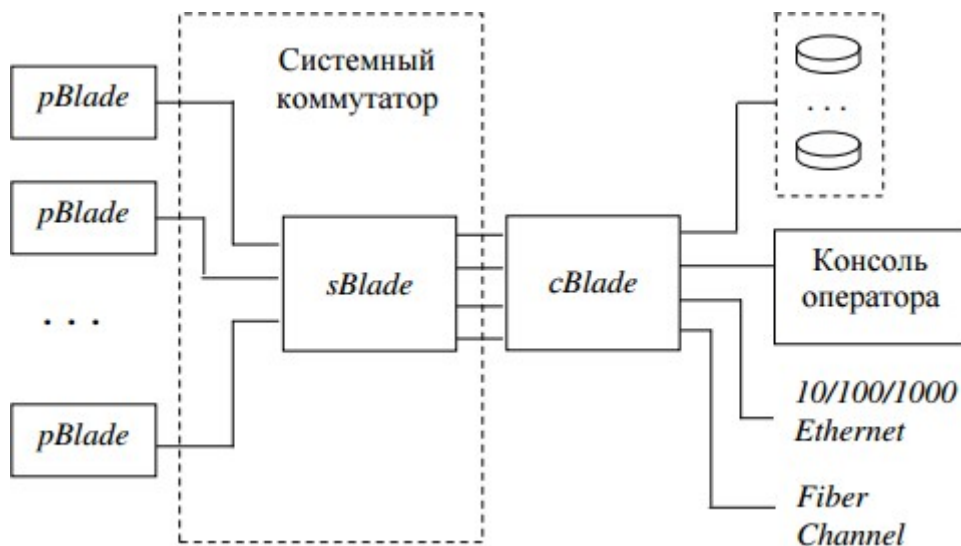 Системный
коммутатор
pBlade
pBlade
. . .
pBlade
sBlade
cBlade
. . .
Консоль
оператора
10/100/1000
Ethernet
Fiber
Channel